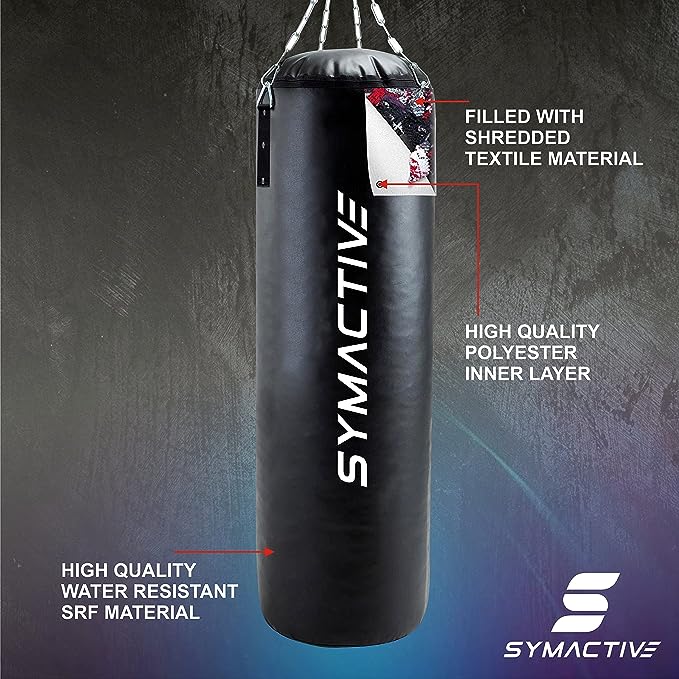 FILLED WITH
SHREDDED
TEXTILE MATERIAL
SYMACTIVE
HIGH QUALITY
POLYESTER
INNER LAYER
HIGH QUALITY
WATER RESISTANT
SRF MATERIAL
SYMACTIVE